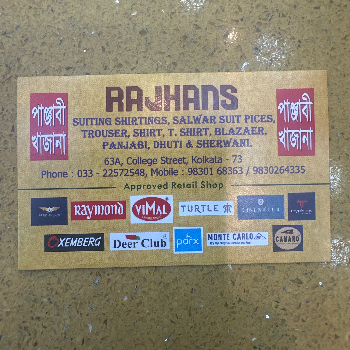 RAJHANS
পাঞ্জাবী
খাজানা
SUITING SHIRTINGS, SALWAR SUIT PICES,
TROUSER, SHIRT, T. SHIRT, BLAZAER,
PANJABI, DHUTI & SHERWANI.
পাঞ্জাবী
খাজানা
63A, College Street, Kolkata - 73
Phone : 033 - 22572548, Mobile : 98301 68363 / 9830264335
Approved Retail Shop
RAYMOND
VIMAL
TURTLE
OXEMBERG
Deer Club
parx
MONTE CARLO
CAMARO